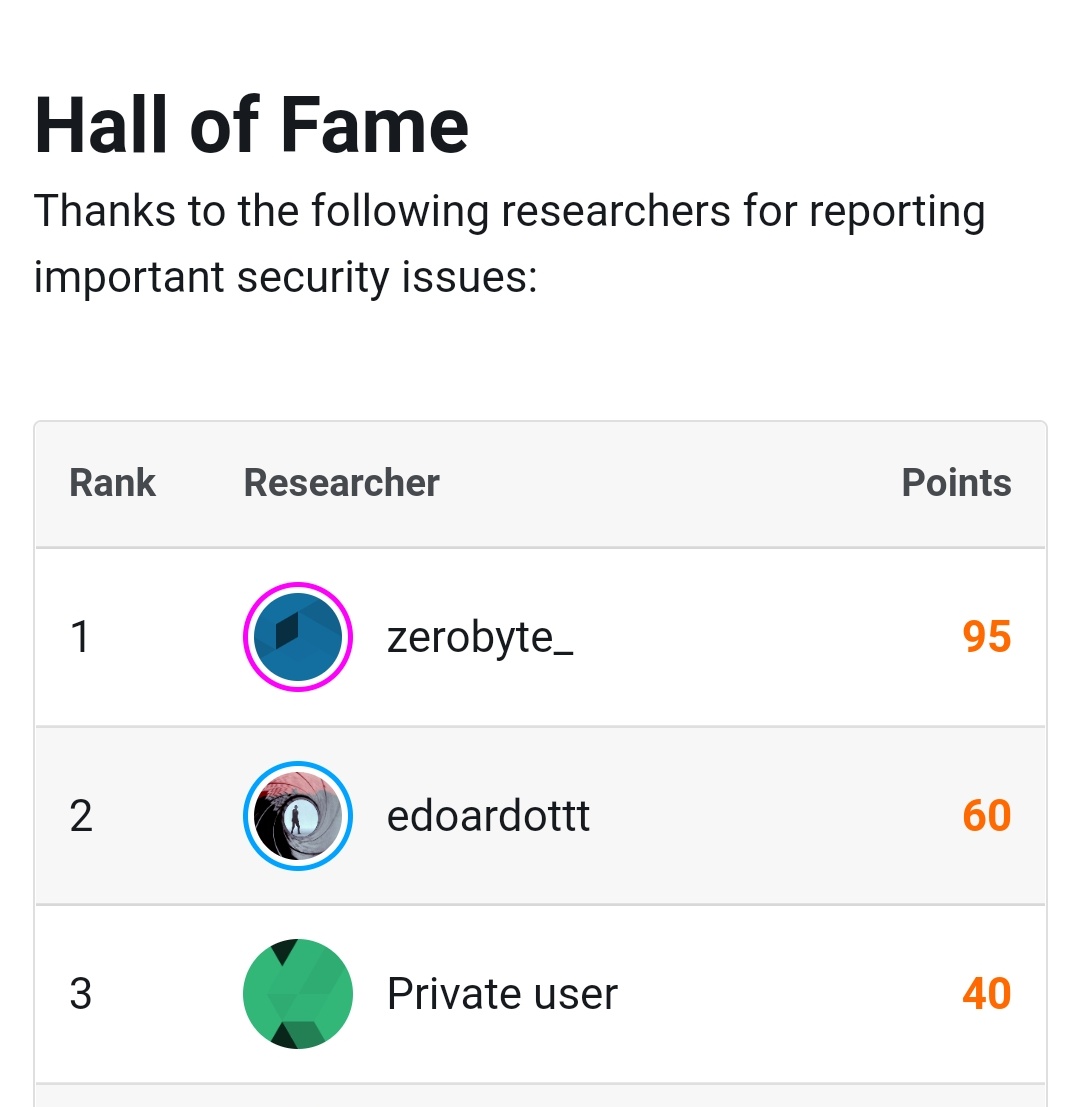 Hall of Fame
Thanks to the following researchers for reporting
important security issues:
Rank Researcher Points
1 zerobyte_ 95
2 edoardottt 60
3 Private user 40